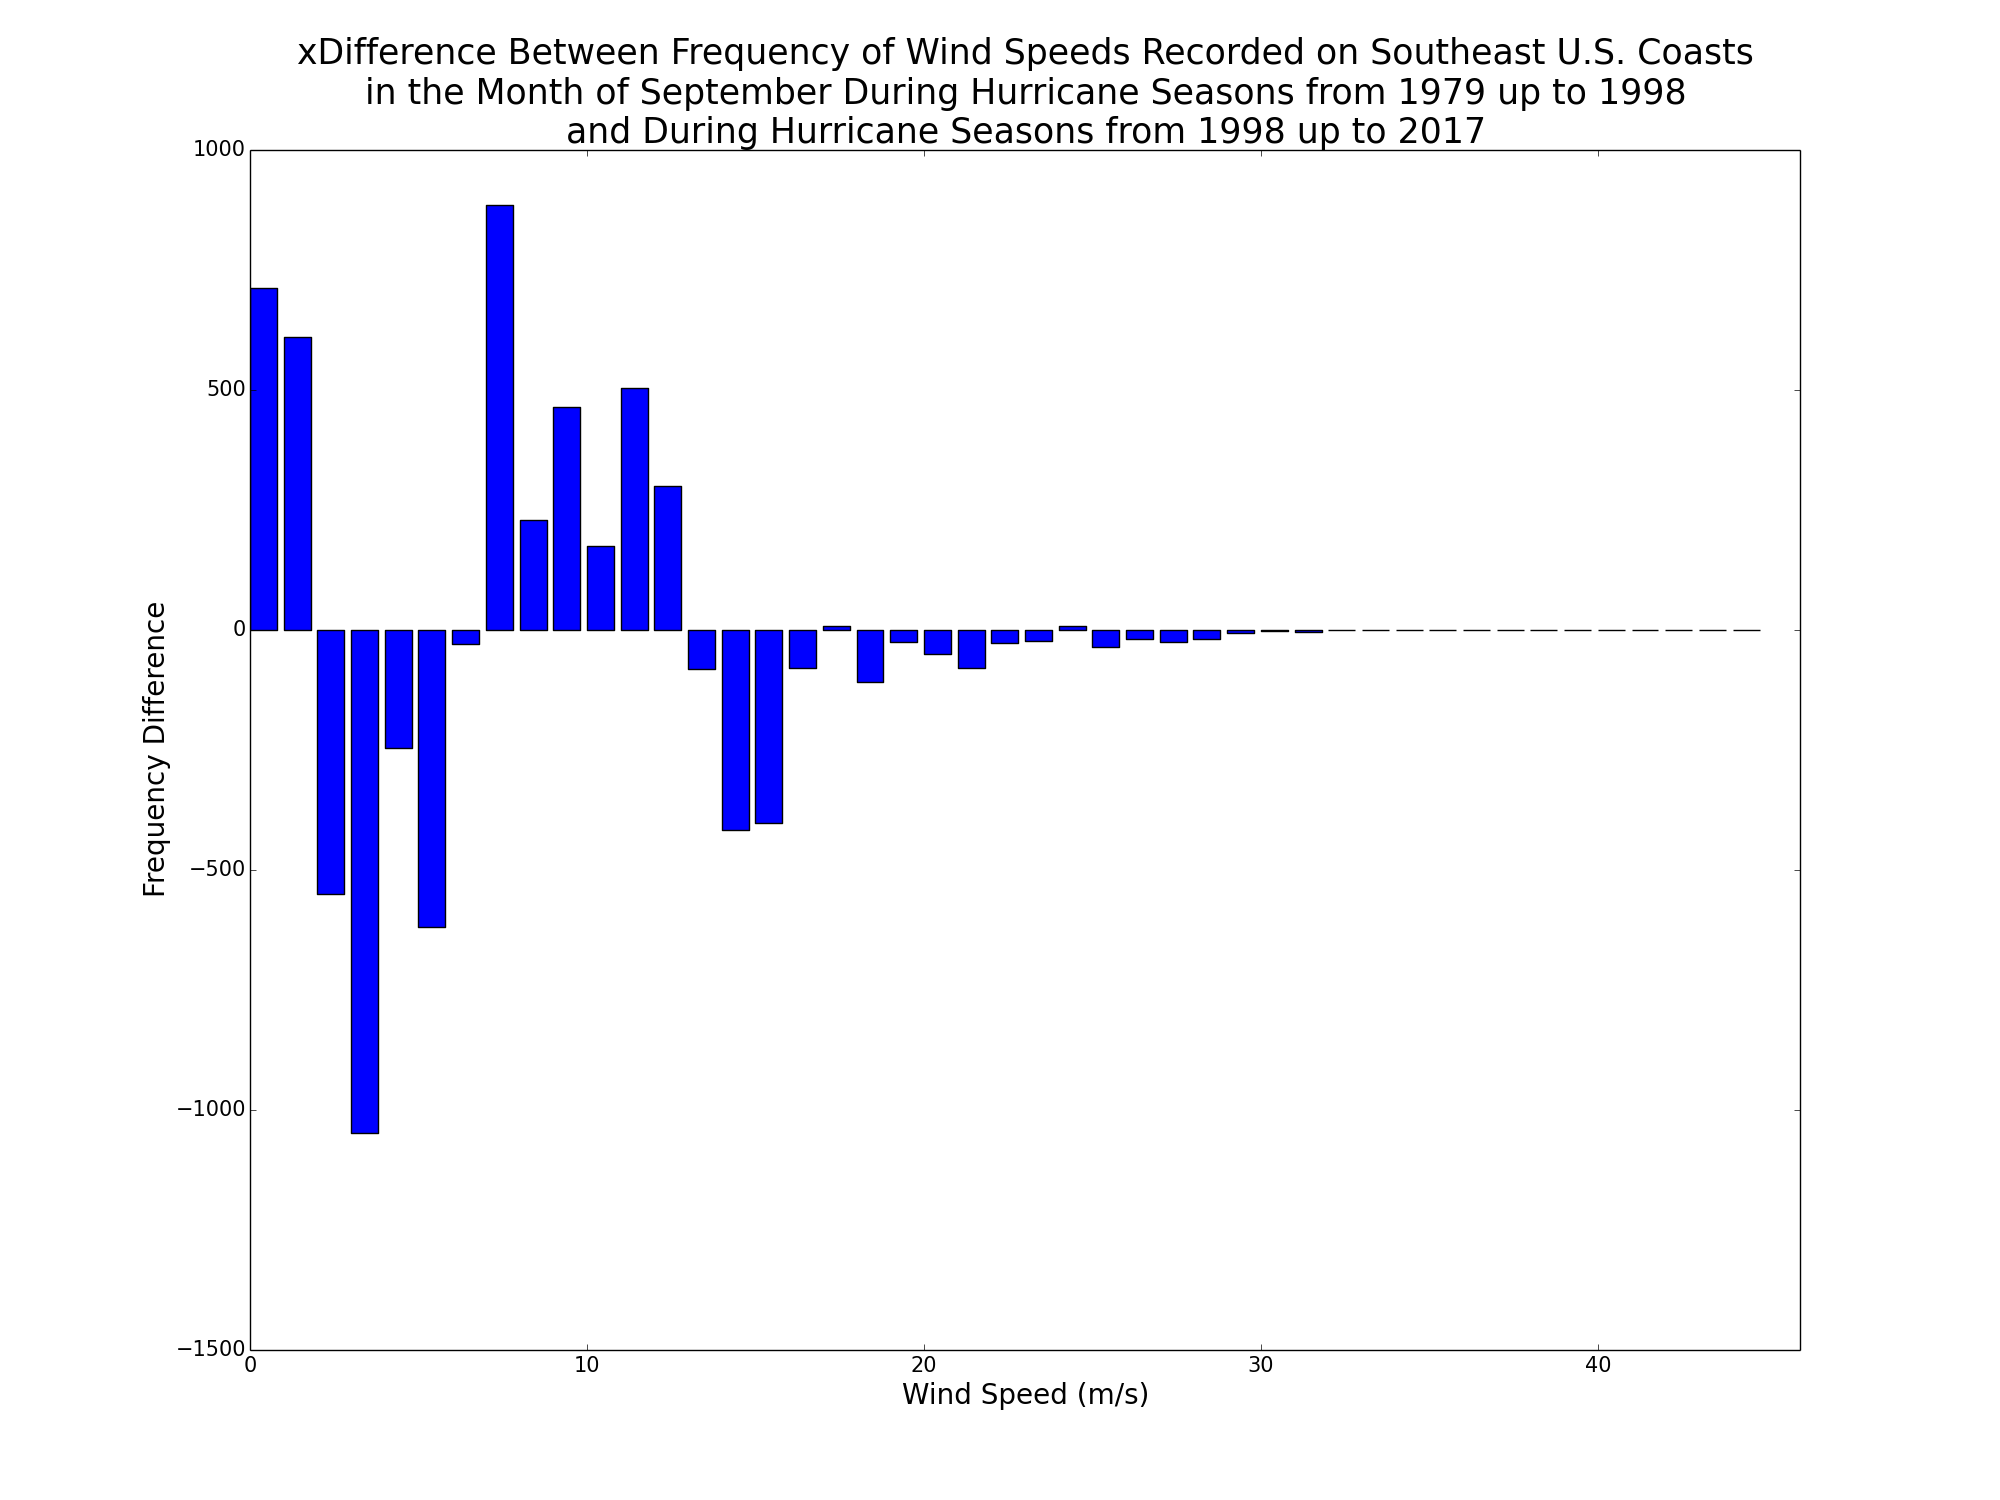 xDifference Between Frequency of Wind Speeds Recorded on Southeast U.S. Coasts
in the Month of September During Hurricane Seasons from 1979 up to 1998
and During Hurricane Seasons from 1998 up to 2017
1000
500
0
−500
−1000
−1500
Frequency Difference
0 10 20 30 40
Wind Speed (m/s)